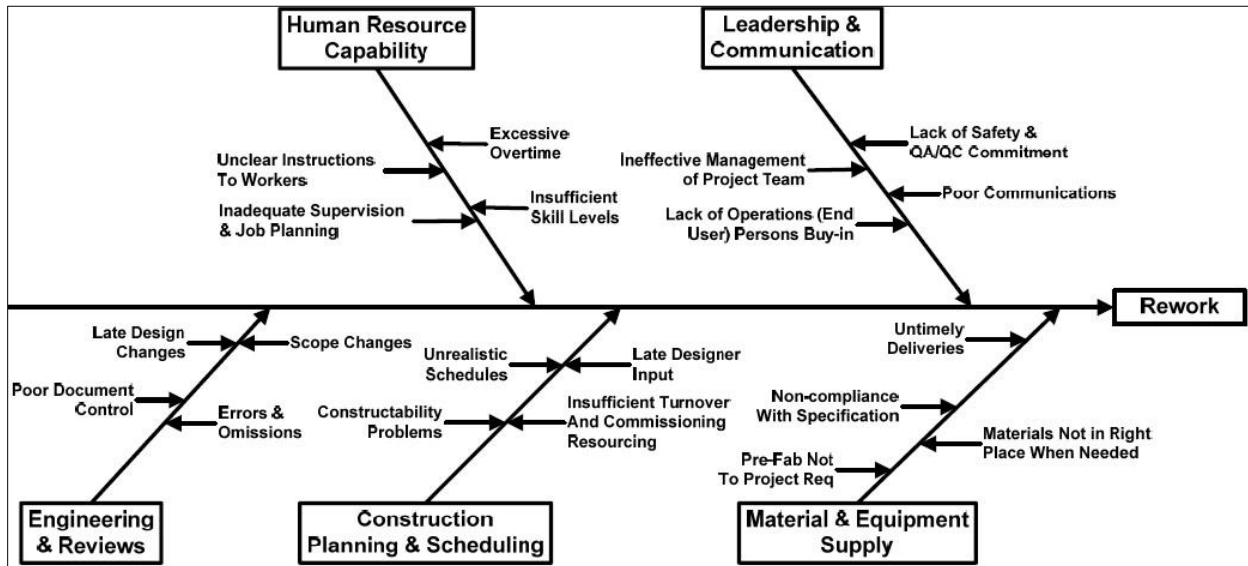 Human Resource
Capability
Leadership &
Communication
Excessive
Overtime
Unclear Instructions
To Workers
Insufficient
Skill Levels
Inadequate Supervision
& Job Planning
Lack of Safety &
QA/QC Commitment
Ineffective Management
of Project Team
Poor Communications
Lack of Operations (End
User) Persons Buy-in
Rework
Late Design
Changes
Scope Changes
Poor Document
Control
Errors &
Omissions
Unrealistic
Schedules
Late Designer
Input
Constructability
Problems
Insufficient Turnover
And Commissioning
Resourcing
Untimely
Deliveries
Non-compliance
With Specification
Materials Not in Right
Place When Needed
Pre-Fab Not
To Project Req
Engineering
& Reviews
Construction
Planning & Scheduling
Material & Equipment
Supply